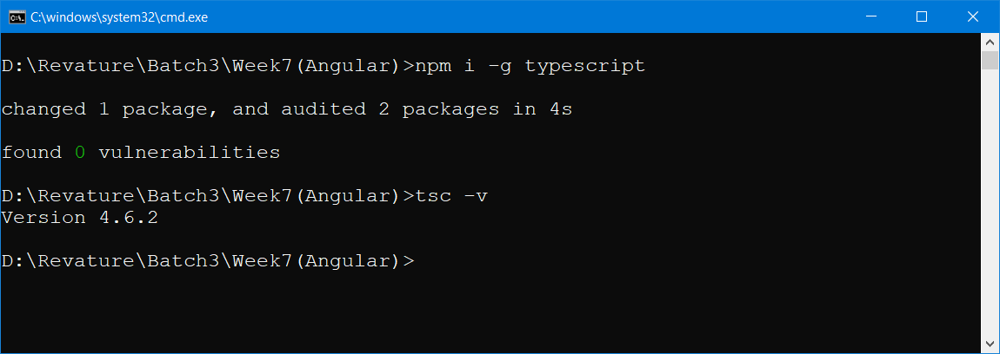 C:\windows\system32\cmd.exe
D:\Revature\Batch3\Week7(Angular)>npm i -g typescript
changed 1 package, and audited 2 packages in 4s
found 0 vulnerabilities
D:\Revature\Batch3\Week7(Angular)>tsc -v
Version 4.6.2
D:\Revature\Batch3\Week7(Angular)>